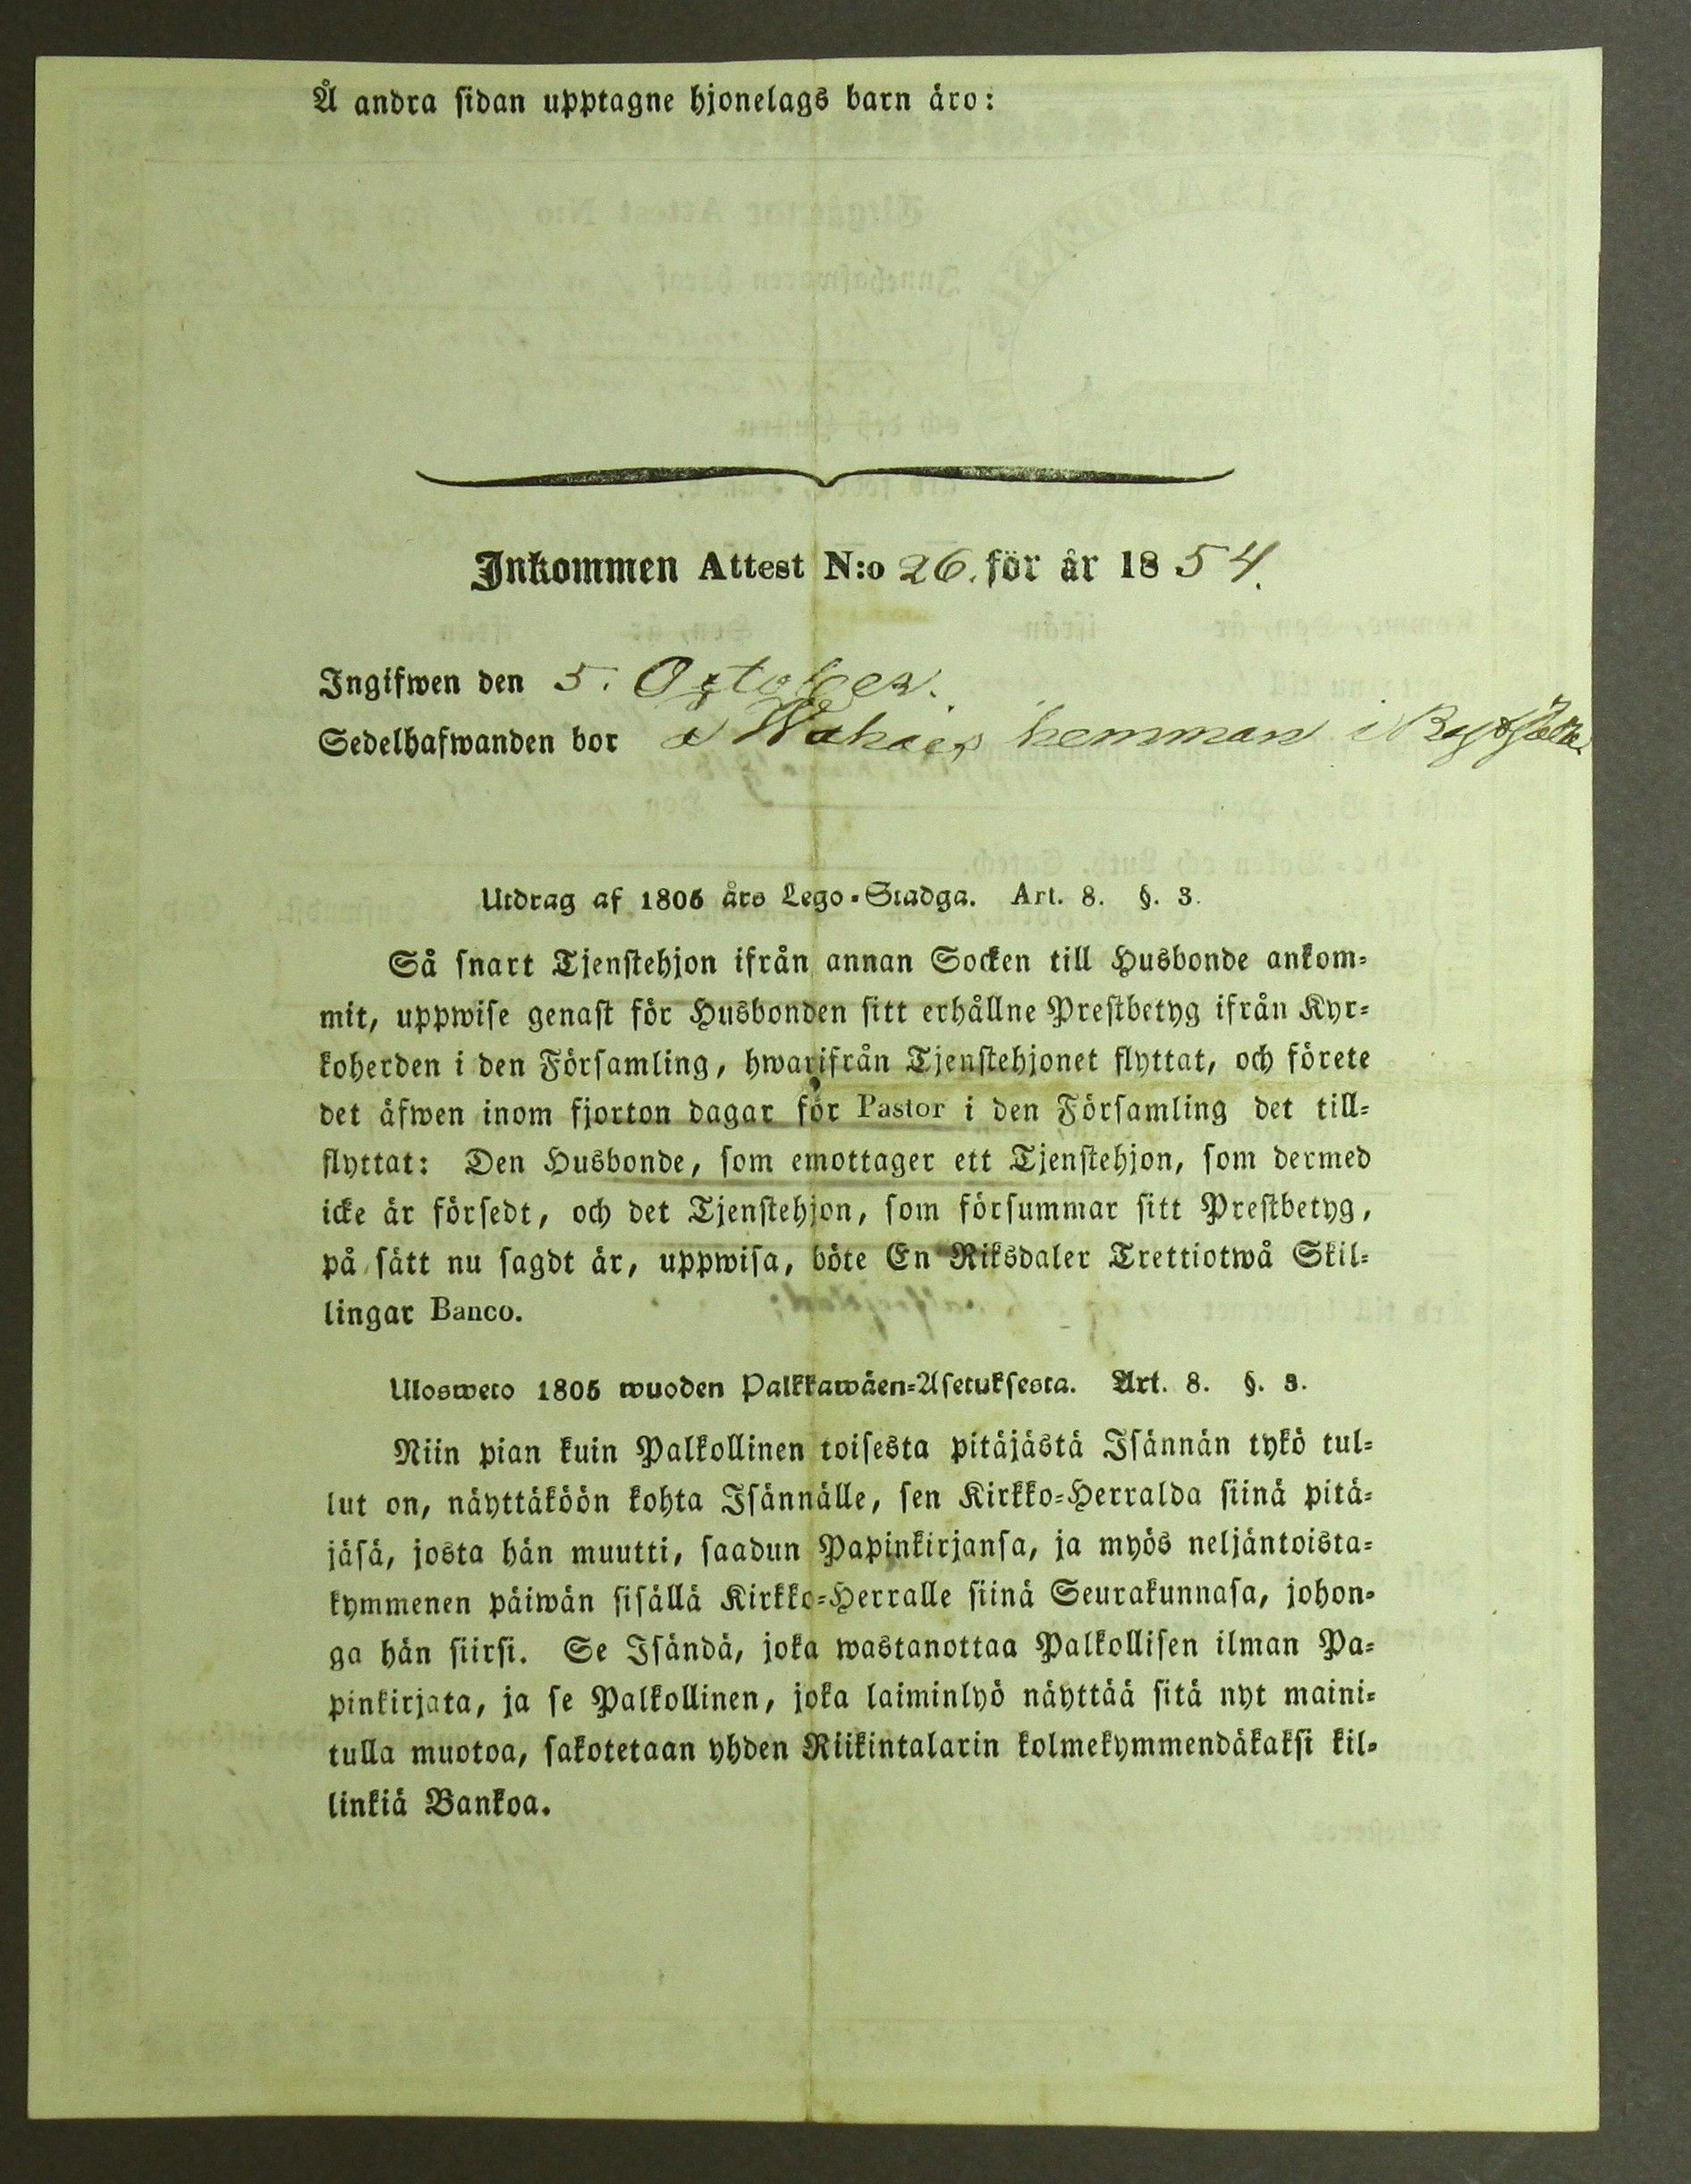 Å andra sidan upptagne hjonelags barn äro:
Inkommen Attest N:o 26. för år 1854.
Ingifwen den 5. October.
Sedelhafwanden bor å Wahais hemman i
Utdrag af 1805 års Lego-Stadga. Art. 8. §. 3.
Så snart Tjenstehjon ifrån annan Socken till Husbonde ankom-
mit, uppwise genast för Husbonden sitt erhållne Prestbetyg ifrån Kyr-
koherden i den Församling, hwarifrån Tjenstehjonet flyttat, och förete
det äfwen inom fjorton dagar för Pastor i den Församling det till-
flyttat: Den Husbonde, som emottager ett Tjenstehjon, som dermed
icke är försedt, och det Tjenstehjon, som försummar sitt Prestbetyg,
på sätt nu sagdt är, uppwisa, böte En Riksdaler Trettiotwå Skil-
lingar Banco.
Ulosweto 1805 wuoden Palkkawäen-Asetuksesta. Art. 8. §. 3.
Niin pian kuin Palkollinen toisesta pitäjästä Isännän tykö tul-
lut on, näyttäköön kohta Isännälle, sen Kirkko-Herralda siinä pitä-
jäsä, josta hän muutti, saadun Papinkirjansa, ja myös neljäntoista-
kymmenen päiwän sisällä Kirkko-Herralle siinä Seurakunnasa, johon-
ga hän siirsi. Se Isändä, joka wastanottaa Palkollisen ilman Pa-
pinkirjata, ja se Palkollinen, joka laiminlyö näyttää sitä nyt maini-
tulla muotoa, sakotetaan yhden Riikintalarin kolmekymmendäkaksi kil-
linkiä Bankoa.